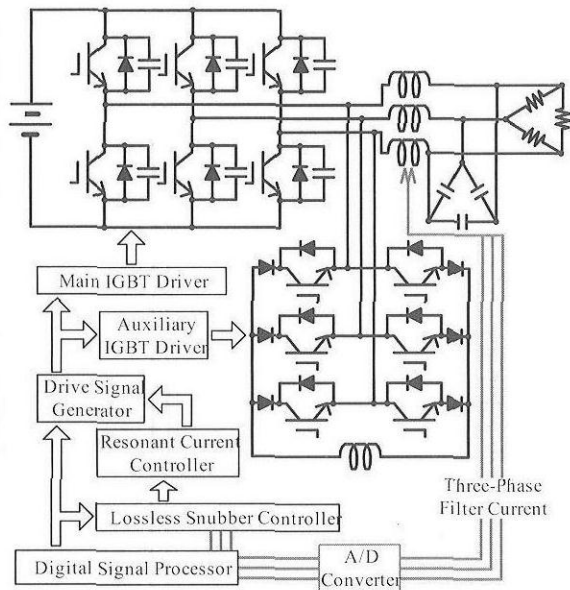 Main IGBT Driver
Auxiliary
IGBT Driver
Drive Signal
Generator
Resonant Current
Controller
Lossless Snubber Controller
Digital Signal Processor
A/D
Converter
Three-Phase
Filter Current